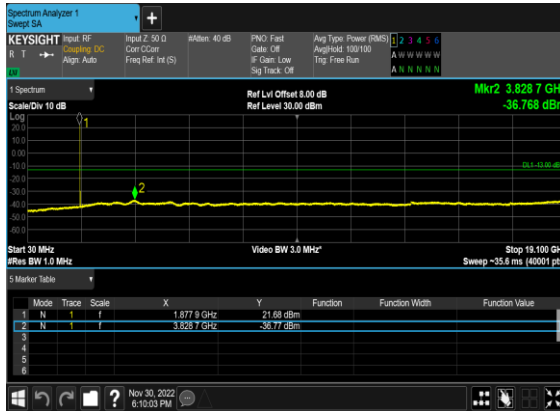 Spectrum Analyzer 1
Swept SA
KEYSIGHT Input: RF Input Z: 50 Ω #Atten: 40 dB PNO: Fast Avg Type: Power (RMS) 1 2 3 4 5 6
R T Coupling: DC Corr CCorr Gate: Off Avg|Hold: 100/100 A W W W W W
Align: Auto Freq Ref: Int (S) IF Gain: Low Trig: Free Run
Sig Track: Off A N N N N N
1 Spectrum Ref Lvl Offset 8.00 dB Mkr2 3.828 7 GH
Scale/Div 10 dB Ref Level 30.00 dBm -36.768 dB
Log
1
20.0
10.0
0.00
-10.0 DL1 -13.00 dB
-20.0
-30.0 2
-40.0
-50.0
-60.0
Start 30 MHz Video BW 3.0 MHz* Stop 19.100 GH
#Res BW 1.0 MHz Sweep ~35.6 ms (40001 pt
5 Marker Table
Mode Trace Scale X Y Function Function Width Function Value
1 N 1 f 1.877 9 GHz 21.68 dBm
2 N 1 f 3.828 7 GHz -36.77 dBm
3
4
5
6
? Nov 30, 2022
6:10:03 PM